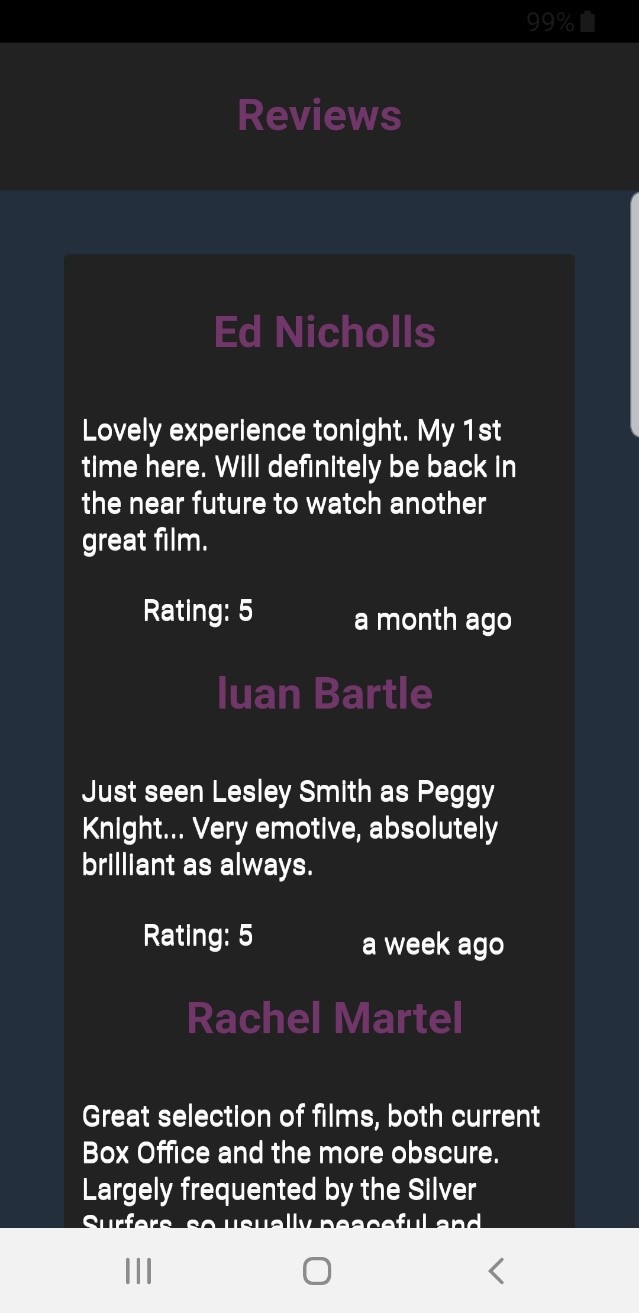 99%
Reviews
Ed Nicholls
Lovely experience tonight. My 1st
time here. Will definitely be back in
the near future to watch another
great film.
Rating: 5 a month ago
Iuan Bartle
Just seen Lesley Smith as Peggy
Knight... Very emotive, absolutely
brilliant as always.
Rating: 5 a week ago
Rachel Martel
Great selection of films, both current
Box Office and the more obscure.
Largely frequented by the Silver
Surfers, so usually peaceful and